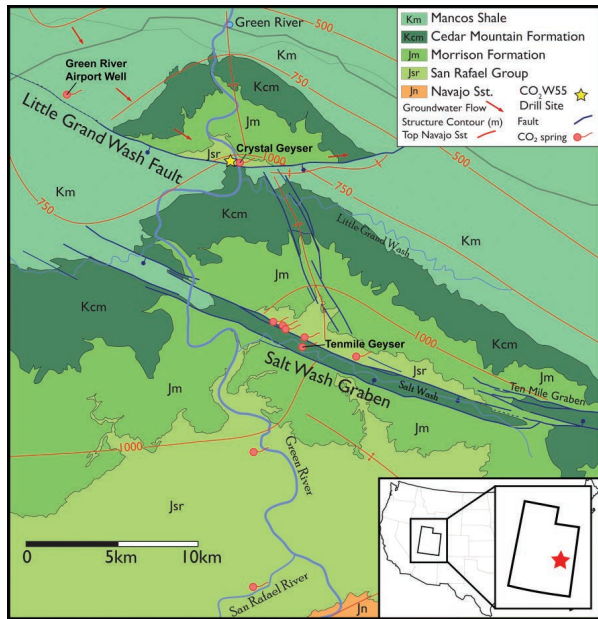 Km Mancos Shale
Kcm Cedar Mountain Formation
Jm Morrison Formation
Jsr San Rafael Group
Jn Navajo Sst.
CO₂W55
Drill Site
Groundwater Flow
Structure Contour (m)
Top Navajo Sst
Fault
CO₂ spring
Green River
500
Km
Green River
Airport Well
Km
750
Kcm
Jm
Little Grand Wash Fault
Jsr
Crystal Geyser
1000
500
Km
750
Little Grand Wash
750
Km
Kcm
Jm
Kcm
1000
Tenmile Geyser
Jsr
Salt Wash Graben
Salt Wash
Ten Mile Graben
Jm
Jm
Jm
Kcm
1000
Green River
Jsr
0 5km 10km
San Rafael River
Jn